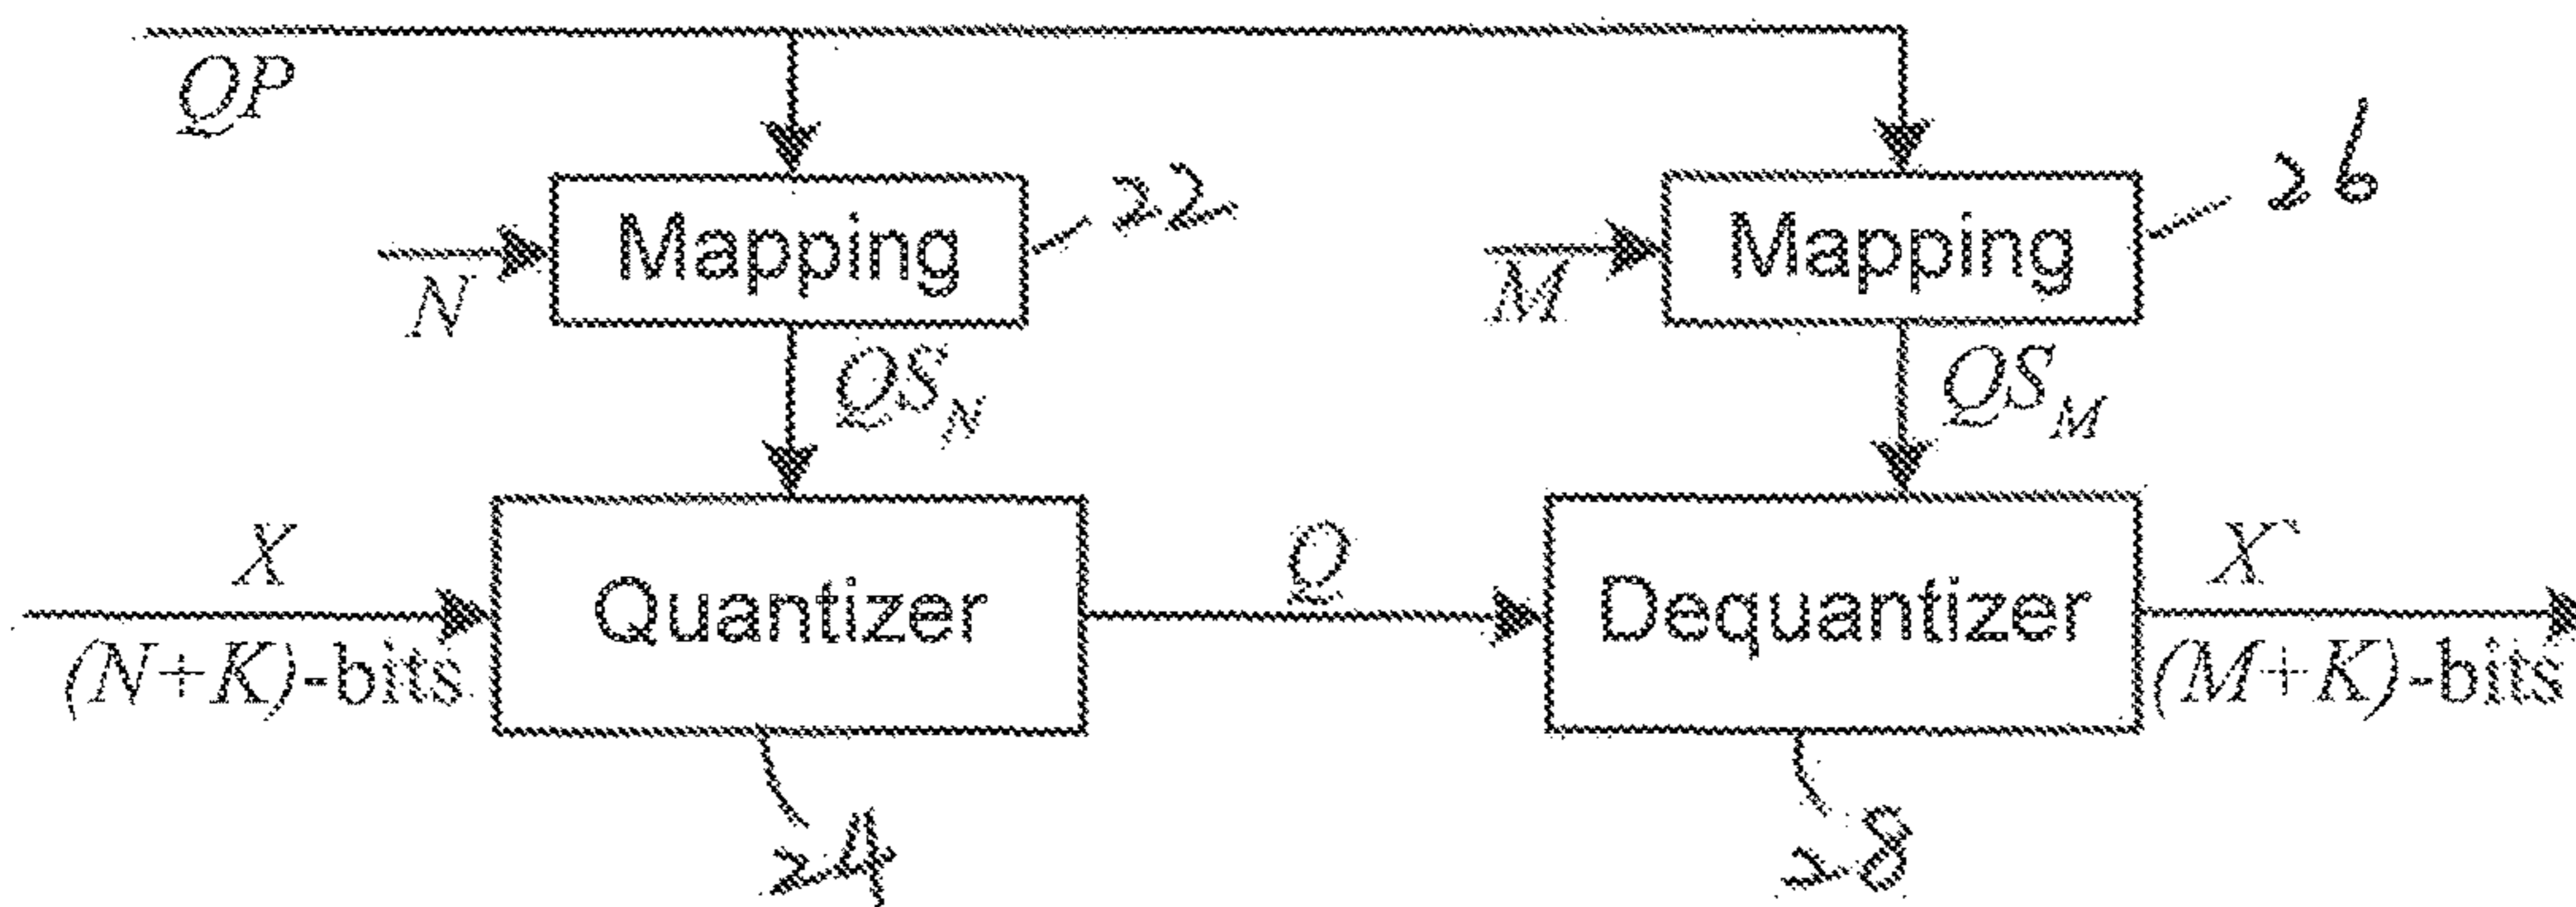 QP
Mapping 22
Mapping 26
N
M
QS_N
QS_M
X
Q
X`
Quantizer
Dequantizer
(N+K)-bits
(M+K)-bits
24
28